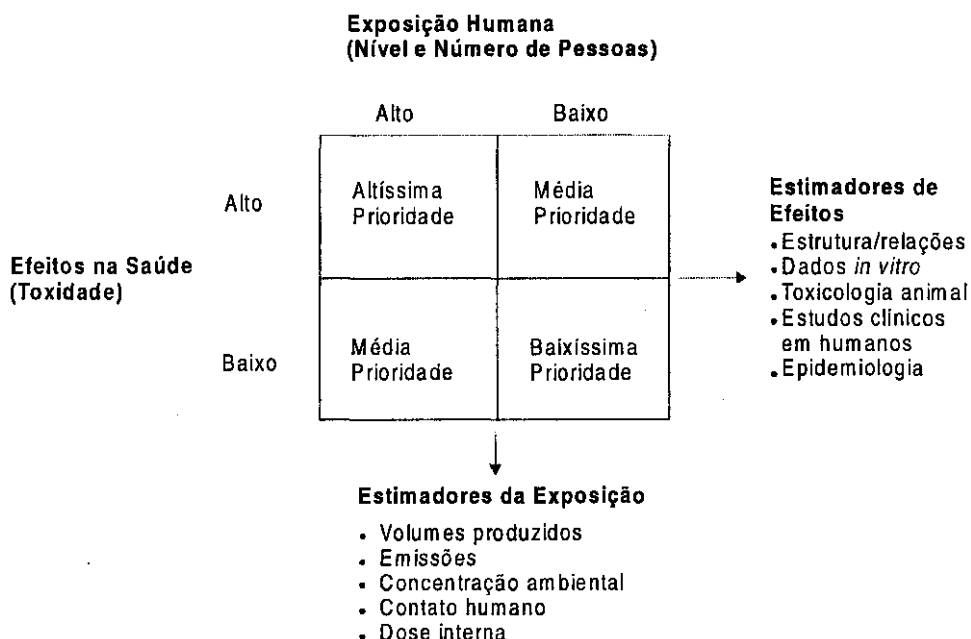 Exposição Humana
(Nível e Número de Pessoas)
Alto
Baixo
Alto
Altíssima
Prioridade
Média
Prioridade
Efeitos na Saúde
(Toxidade)
Baixo
Média
Prioridade
Baixíssima
Prioridade
Estimadores de
Efeitos
• Estrutura/relações
• Dados in vitro
• Toxicologia animal
• Estudos clínicos
em humanos
• Epidemiologia
Estimadores da Exposição
• Volumes produzidos
• Emissões
• Concentração ambiental
• Contato humano
• Dose interna